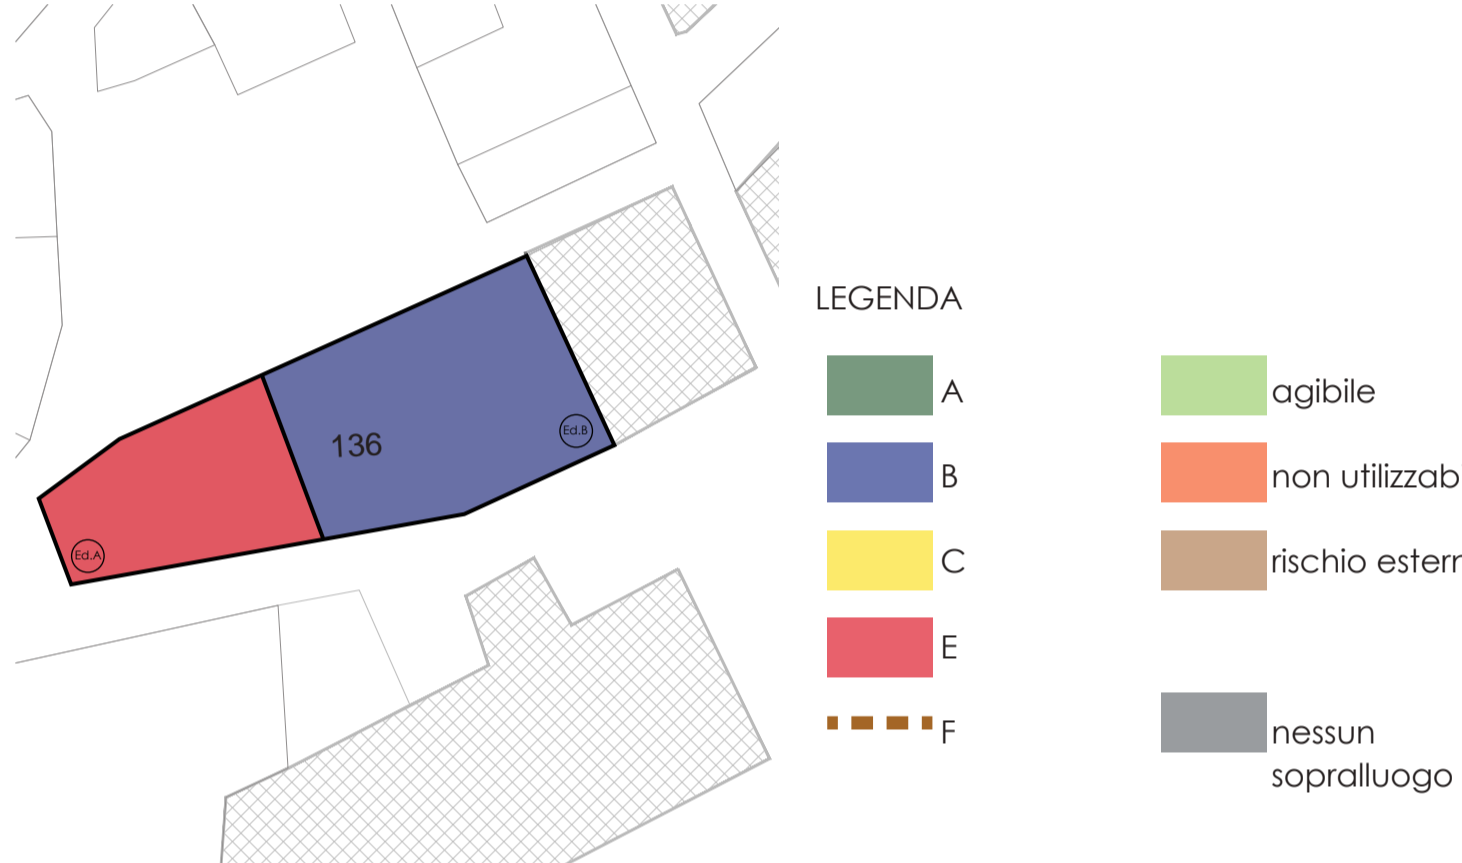 136
Ed.B
Ed.A
LEGENDA
A
B
C
E
F
agibile
non utilizzab
rischio ester
nessun
sopralluogo